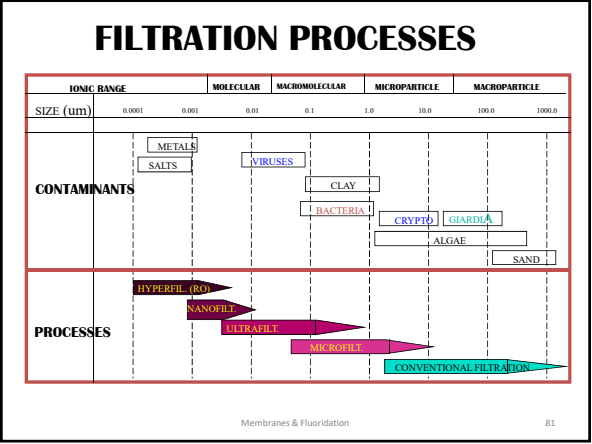 FILTRATION PROCESSES
IONIC RANGE MOLECULAR MACROMOLECULAR MICROPARTICLE MACROPARTICLE
SIZE (um) 0.0001 0.001 0.01 0.1 1.0 10.0 100.0 1000.0
METALS
SALTS
VIRUSES
CONTAMINANTS
CLAY
BACTERIA
CRYPTO
GIARDIA
ALGAE
SAND
HYPERFIL. (RO)
NANOFILT.
PROCESSES
ULTRAFILT.
MICROFILT.
CONVENTIONAL FILTRATION
Membranes & Fluoridation 81